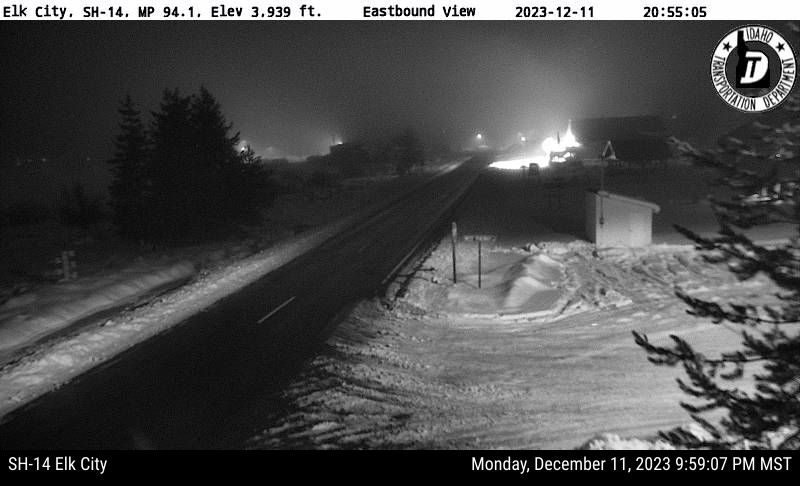 Elk City, SH-14, MP 94.1, Elev 3,939 ft. Eastbound View 2023-12-11 20:55:05
IDAHO
TRANSPORTATION DEPARTMENT
SH-14 Elk City Monday, December 11, 2023 9:59:07 PM MST